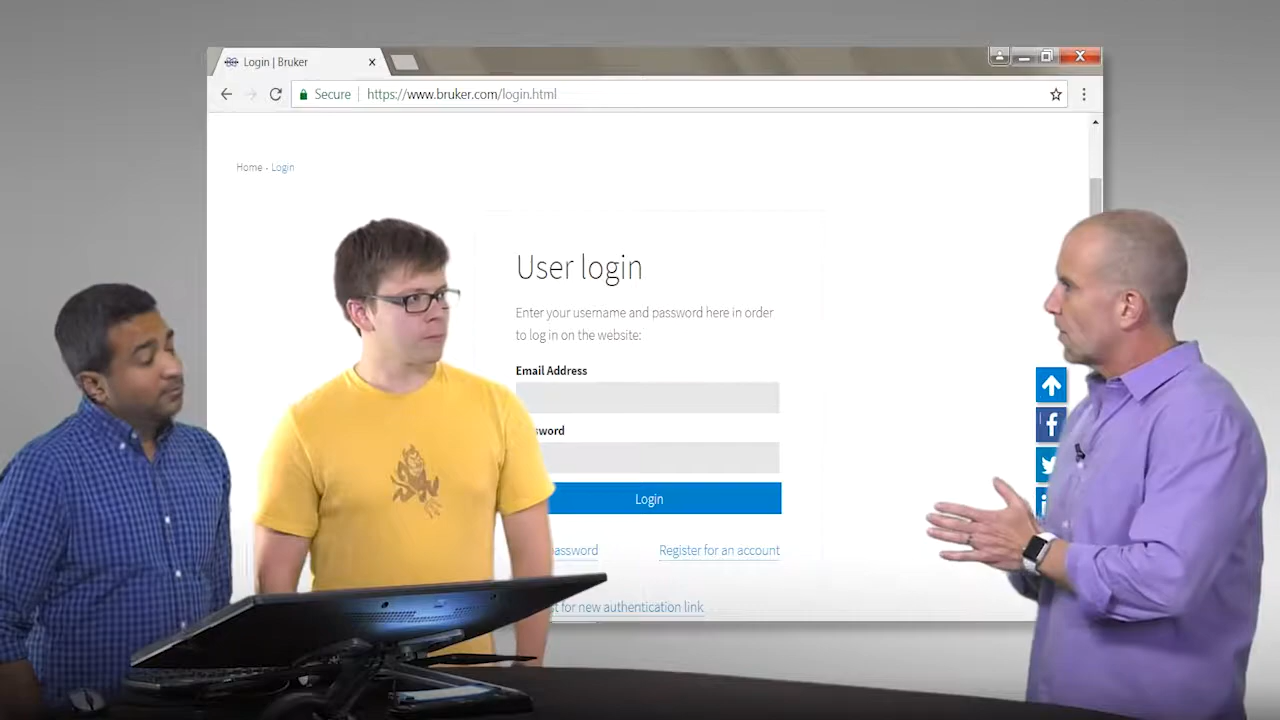 Login | Bruker
Secure
https://www.bruker.com/login.html
Home - Login
User login
Enter your username and password here in order
to log in on the website:
Email Address
Login
Register for an account
for new authentication link